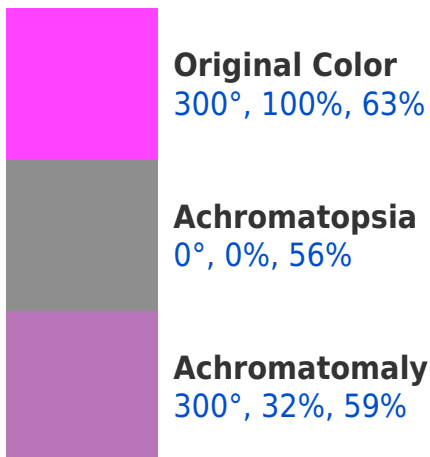 Original Color
300°, 100%, 63%
Achromatopsia
0°, 0%, 56%
Achromatomaly
300°, 32%, 59%